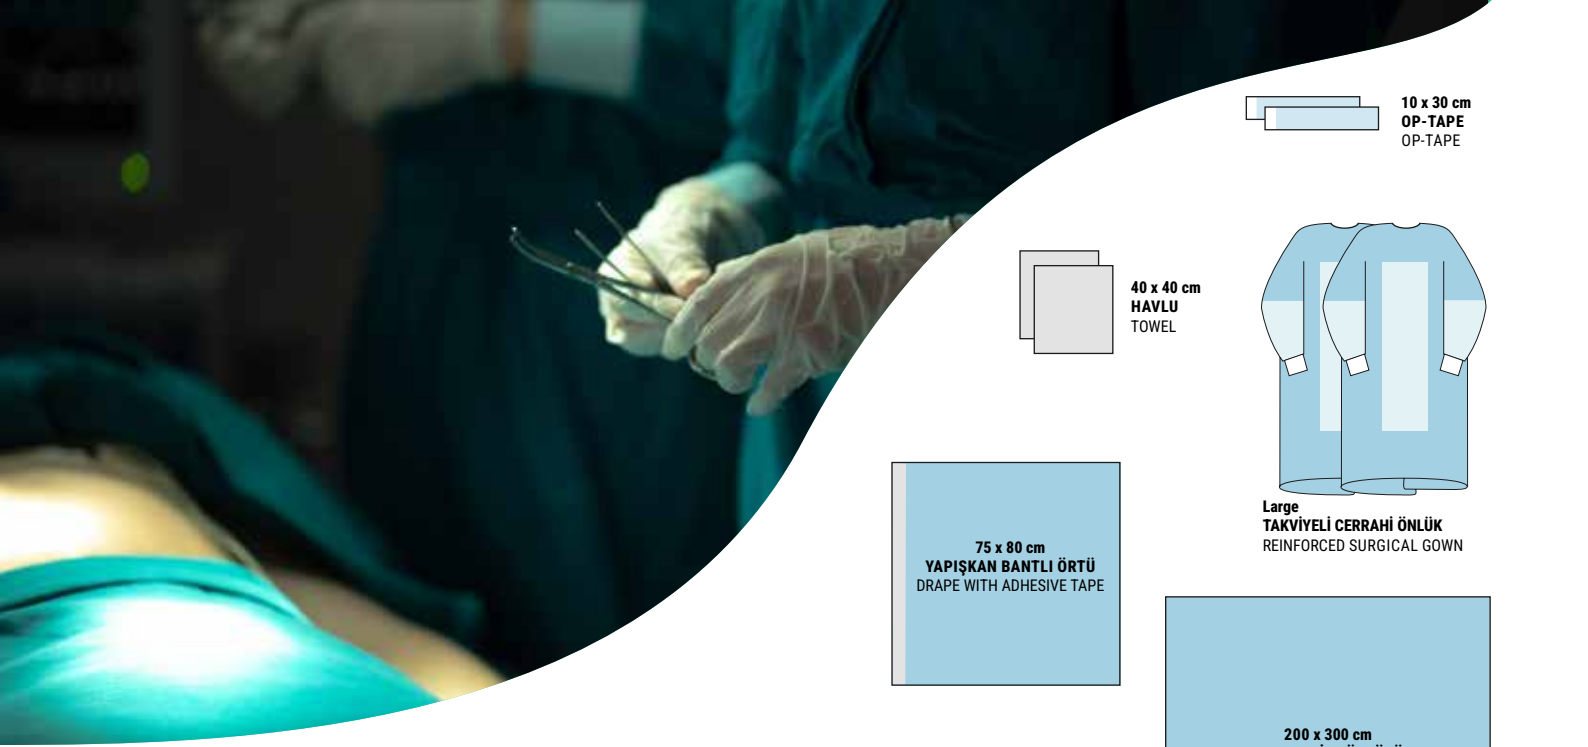 10 x 30 cm
OP-TAPE
OP-TAPE
40 x 40 cm
HAVLU
TOWEL
Large
TAKVİYELİ CERRAHİ ÖNLÜK
REINFORCED SURGICAL GOWN
75 x 80 cm
YAPIŞKAN BANTLI ÖRTÜ
DRAPE WITH ADHESIVE TAPE
200 x 300 cm